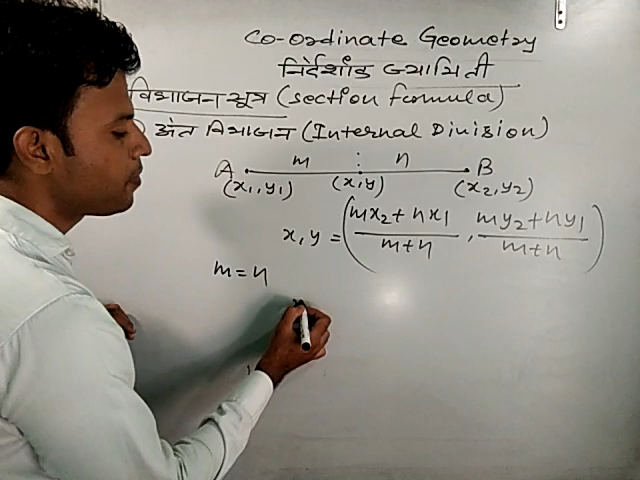 Co-ordinate Geometry
निर्देशांक ज्यामिती
विभाजन सूत्र (section formula)
अंत विभाजन (Internal Division)
A m : n B
(x₁, y₁) (x, y) (x₂, y₂)
x, y = (mx₂ + nx₁ / m+n , my₂ + ny₁ / m+n)
m = n